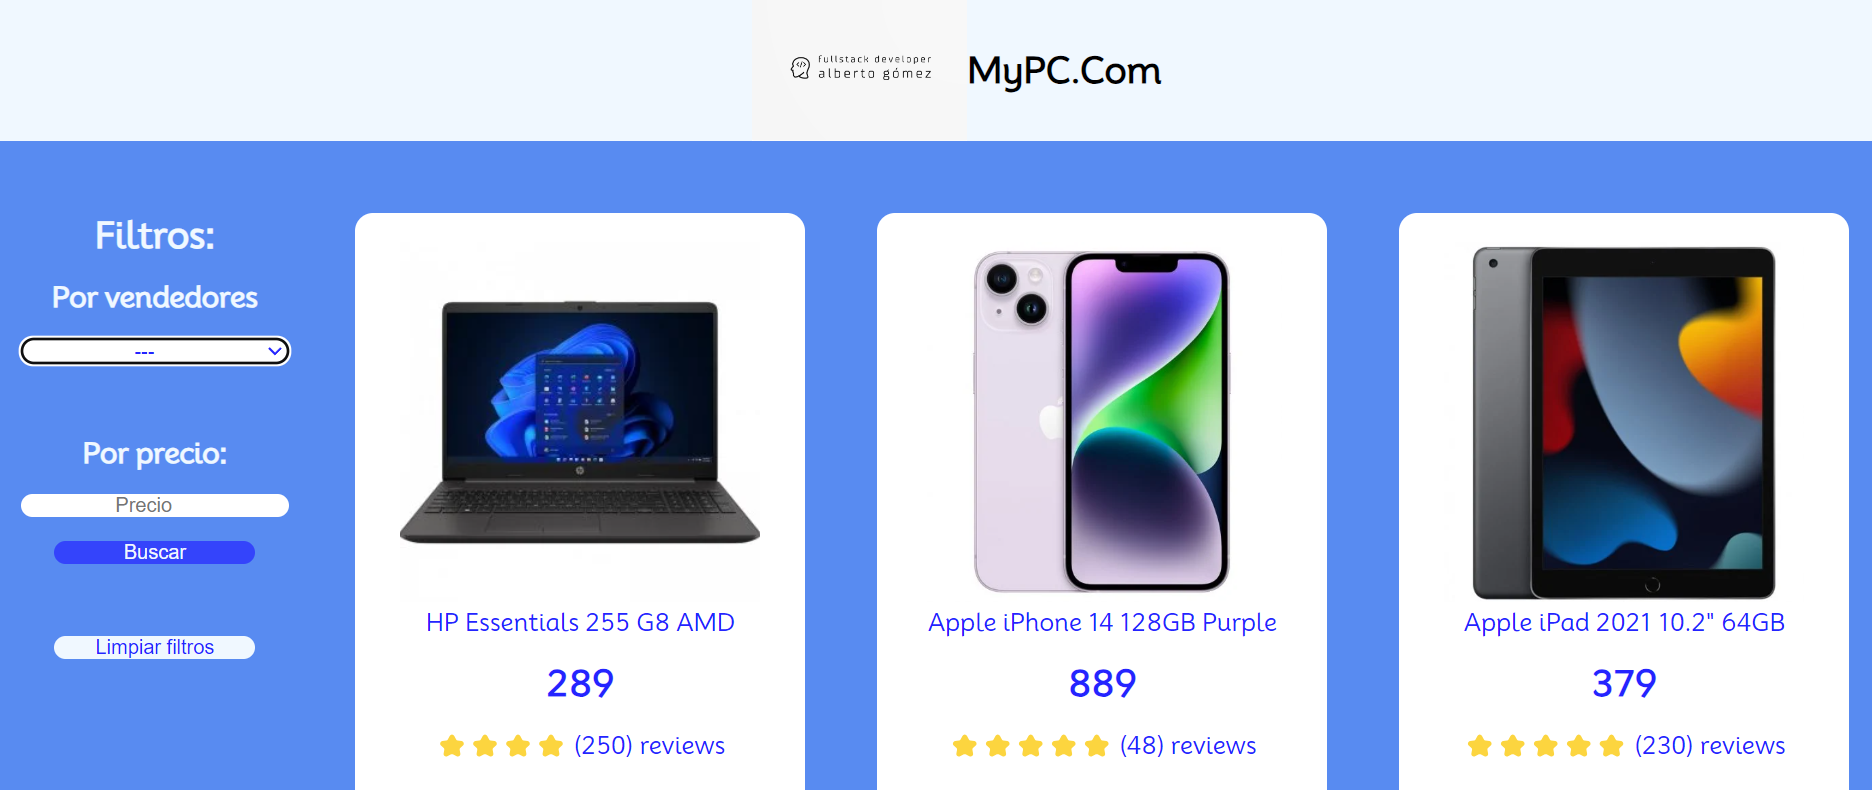 fullstack developer
alberto gómez
MyPC.Com
Filtros:
Por vendedores
---
Por precio:
Precio
Buscar
Limpiar filtros
HP Essentials 255 G8 AMD
289
(250) reviews
Apple iPhone 14 128GB Purple
889
(48) reviews
Apple iPad 2021 10.2" 64GB
379
(230) reviews